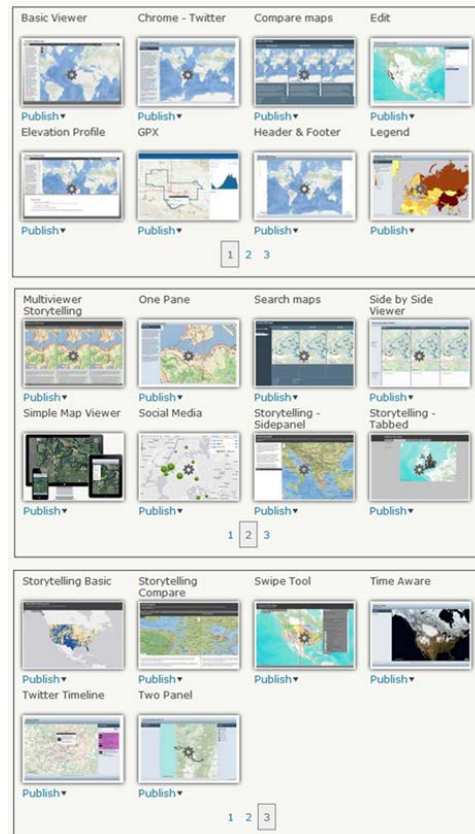 Basic Viewer Chrome - Twitter Compare maps Edit
Publish▾ Publish▾ Publish▾ Publish▾
Elevation Profile GPX Header & Footer Legend
Publish▾ Publish▾ Publish▾ Publish▾
1 2 3
Multiviewer Storytelling One Pane Search maps Side by Side Viewer
Publish▾ Publish▾ Publish▾ Publish▾
Simple Map Viewer Social Media Storytelling - Sidepanel Storytelling - Tabbed
Publish▾ Publish▾ Publish▾ Publish▾
1 2 3
Storytelling Basic Storytelling Compare Swipe Tool Time Aware
Publish▾ Publish▾ Publish▾ Publish▾
Twitter Timeline Two Panel
Publish▾ Publish▾
1 2 3